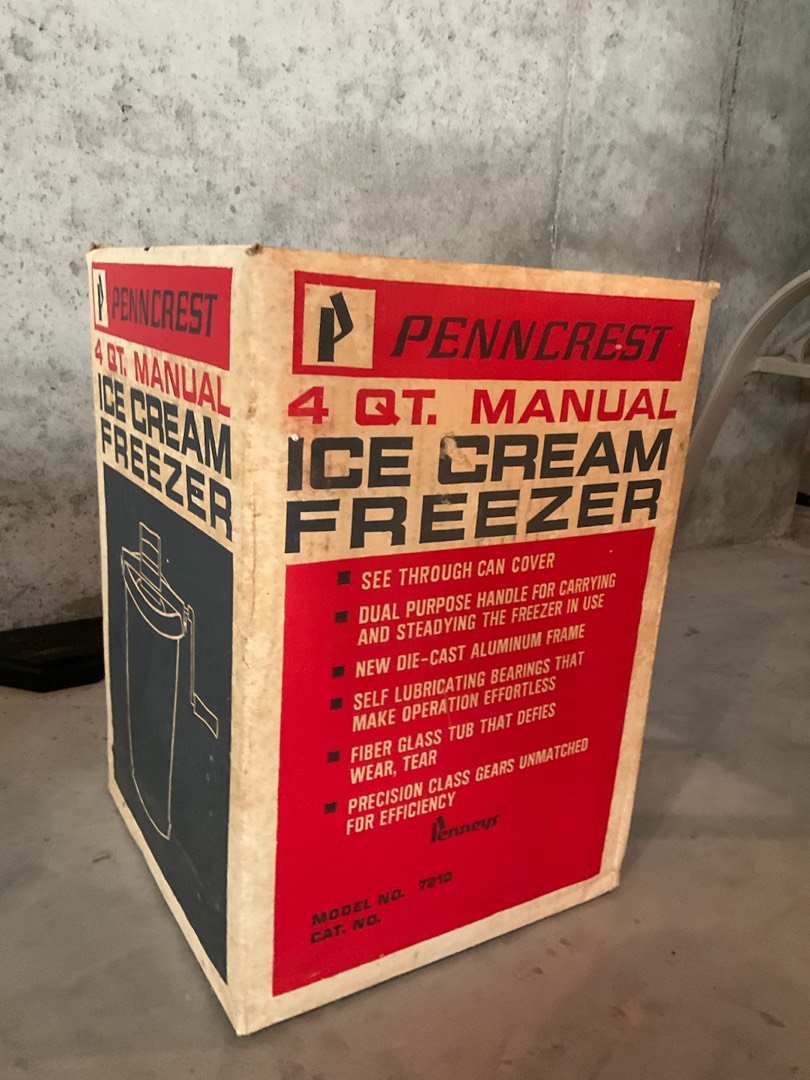 PENNCREST
4 QT. MANUAL
ICE CREAM
FREEZER
P PENNCREST
4 QT. MANUAL
ICE CREAM
FREEZER
SEE THROUGH CAN COVER
DUAL PURPOSE HANDLE FOR CARRYING
AND STEADYING THE FREEZER IN USE
NEW DIE-CAST ALUMINUM FRAME
SELF LUBRICATING BEARINGS THAT
MAKE OPERATION EFFORTLESS
FIBER GLASS TUB THAT DEFIES
WEAR, TEAR
PRECISION CLASS GEARS UNMATCHED
FOR EFFICIENCY
Penneys
MODEL NO. 7210
CAT. NO.